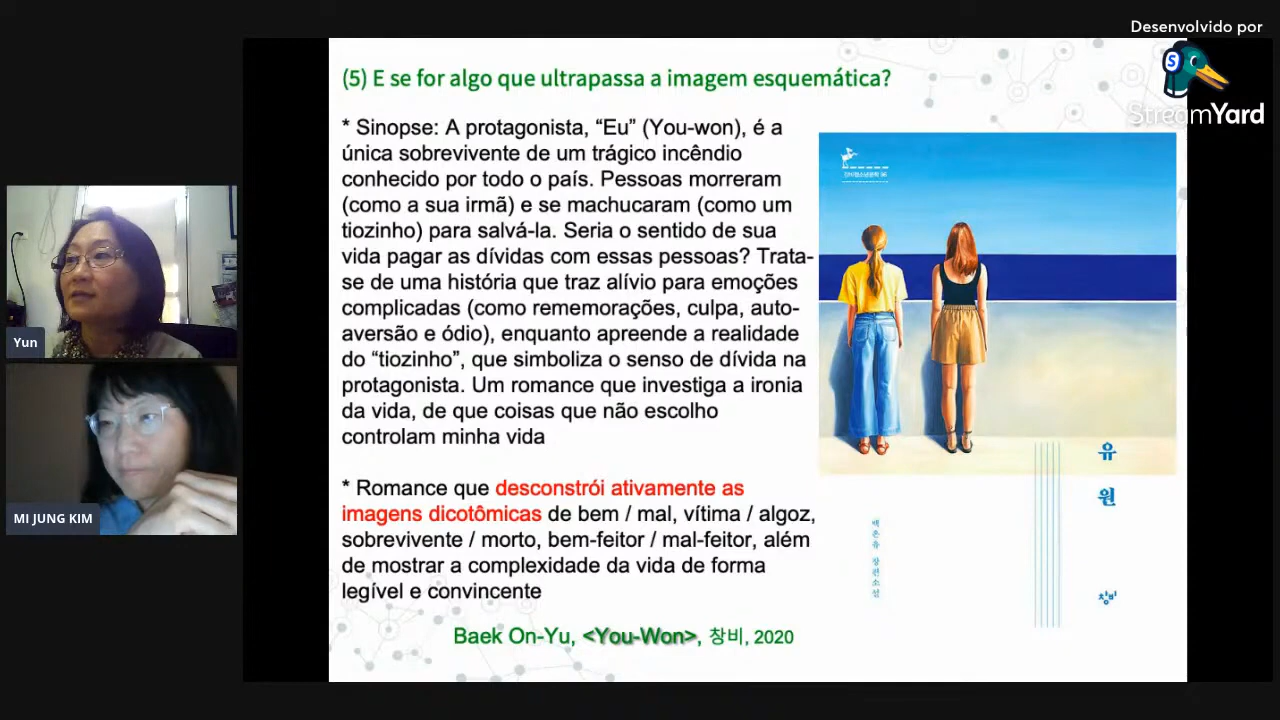 Desenvolvido por
StreamYard
(5) E se for algo que ultrapassa a imagem esquemática?
* Sinopse: A protagonista, “Eu” (You-won), é a
única sobrevivente de um trágico incêndio
conhecido por todo o país. Pessoas morreram
(como a sua irmã) e se machucaram (como um
tiozinho) para salvá-la. Seria o sentido de sua
vida pagar as dívidas com essas pessoas? Trata-
se de uma história que traz alívio para emoções
complicadas (como rememorações, culpa, auto-
aversão e ódio), enquanto apreende a realidade
do “tiozinho”, que simboliza o senso de dívida na
protagonista. Um romance que investiga a ironia
da vida, de que coisas que não escolho
controlam minha vida
* Romance que desconstrói ativamente as
imagens dicotômicas de bem / mal, vítima / algoz,
sobrevivente / morto, bem-feitor / mal-feitor, além
de mostrar a complexidade da vida de forma
legível e convincente
Baek On-Yu, <You-Won>, 창비, 2020
유원
백온유 장편소설
창비
Yun
MI JUNG KIM